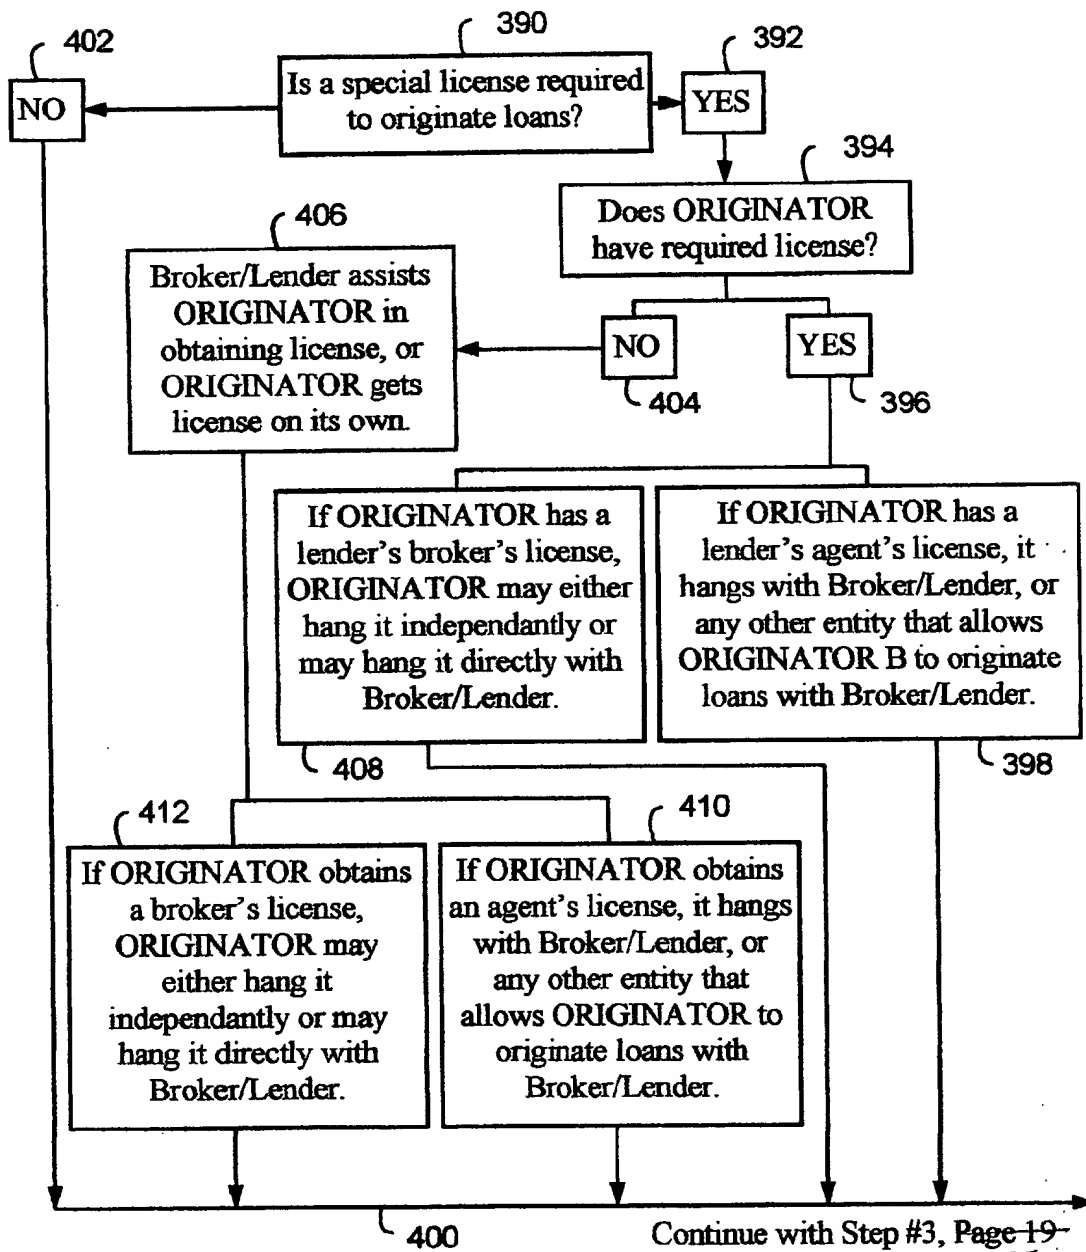 390
402
392
Is a special license required
to originate loans?
NO
YES
394
Does ORIGINATOR
have required license?
406
Broker/Lender assists
ORIGINATOR in
obtaining license, or
ORIGINATOR gets
license on its own.
NO
YES
404
396
If ORIGINATOR has a
lender's broker's license,
ORIGINATOR may either
hang it independantly or
may hang it directly with
Broker/Lender.
If ORIGINATOR has a
lender's agent's license, it
hangs with Broker/Lender, or
any other entity that allows
ORIGINATOR B to originate
loans with Broker/Lender.
408
398
412
410
If ORIGINATOR obtains
a broker's license,
ORIGINATOR may
either hang it
independantly or may
hang it directly with
Broker/Lender.
If ORIGINATOR obtains
an agent's license, it hangs
with Broker/Lender, or
any other entity that
allows ORIGINATOR to
originate loans with
Broker/Lender.
400
Continue with Step #3, Page 19